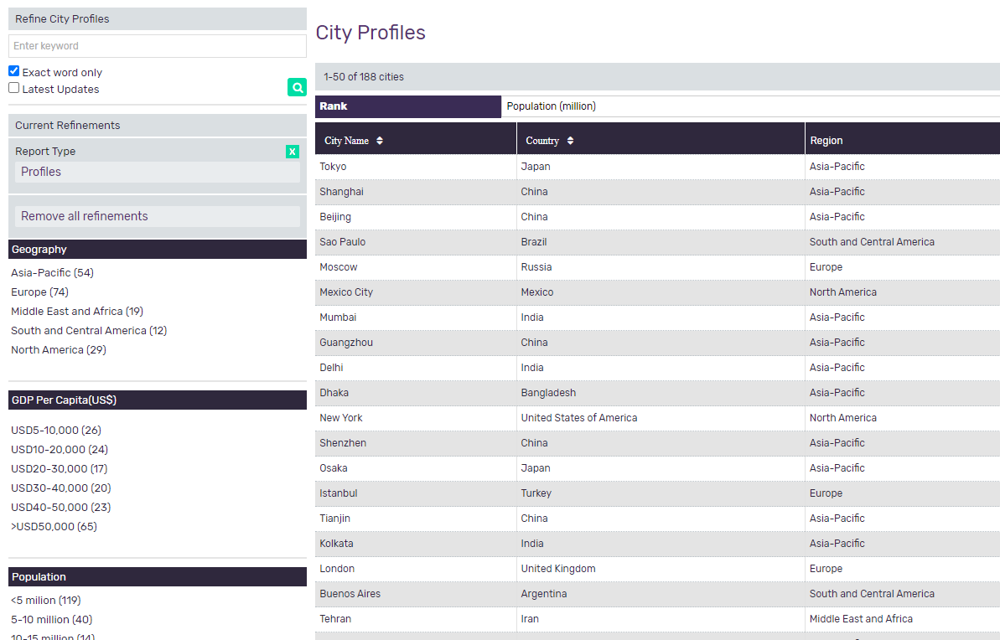 Refine City Profiles
Enter keyword
Exact word only
Latest Updates
Current Refinements
Report Type X
Profiles
Remove all refinements
Geography
Asia-Pacific (54)
Europe (74)
Middle East and Africa (19)
South and Central America (12)
North America (29)
GDP Per Capita(US$)
USD5-10,000 (26)
USD10-20,000 (24)
USD20-30,000 (17)
USD30-40,000 (20)
USD40-50,000 (23)
>USD50,000 (65)
Population
<5 milion (119)
5-10 million (40)
10-15 million (14)
City Profiles
1-50 of 188 cities
Rank Population (million)
City Name Country Region
Tokyo Japan Asia-Pacific
Shanghai China Asia-Pacific
Beijing China Asia-Pacific
Sao Paulo Brazil South and Central America
Moscow Russia Europe
Mexico City Mexico North America
Mumbai India Asia-Pacific
Guangzhou China Asia-Pacific
Delhi India Asia-Pacific
Dhaka Bangladesh Asia-Pacific
New York United States of America North America
Shenzhen China Asia-Pacific
Osaka Japan Asia-Pacific
Istanbul Turkey Europe
Tianjin China Asia-Pacific
Kolkata India Asia-Pacific
London United Kingdom Europe
Buenos Aires Argentina South and Central America
Tehran Iran Middle East and Africa